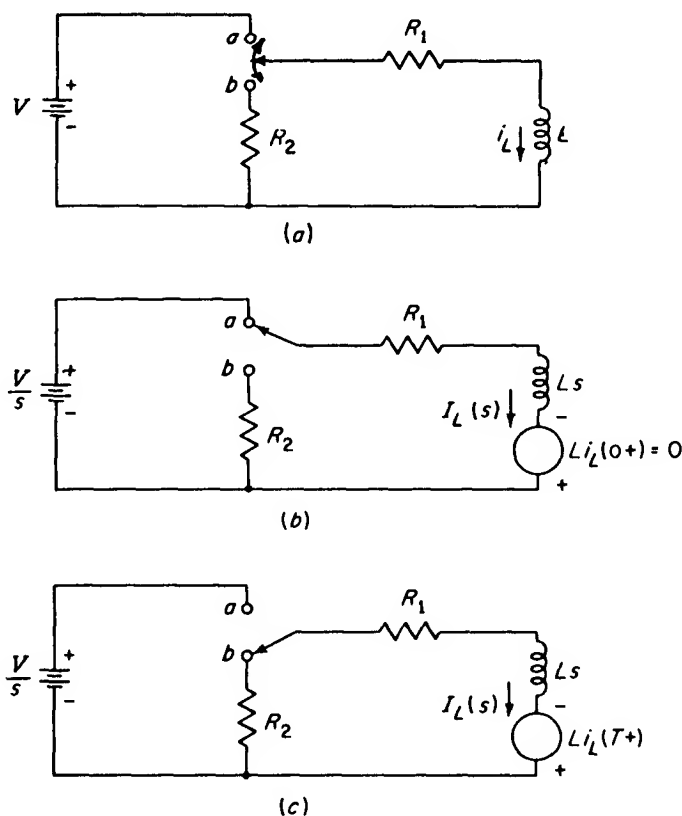 a
R1
V
+
-
b
R2
iL
L
(a)
a
R1
V/s
+
-
b
R2
Ls
IL(s)
-
LiL(0+) = 0
+
(b)
a
R1
V/s
+
-
b
R2
Ls
IL(s)
-
LiL(T+)
+
(c)